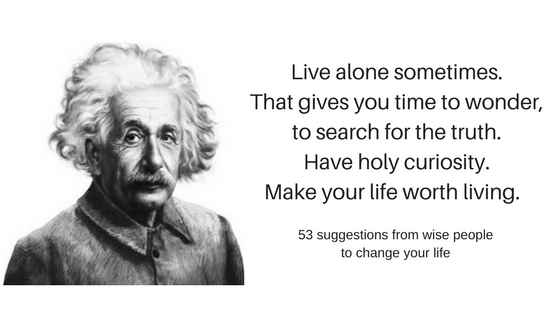 Live alone sometimes.
That gives you time to wonder,
to search for the truth.
Have holy curiosity.
Make your life worth living.
53 suggestions from wise people
to change your life